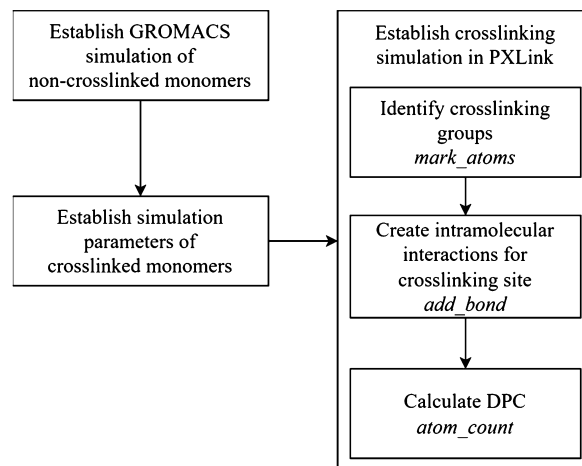 Establish GROMACS
simulation of
non-crosslinked monomers
Establish simulation
parameters of
crosslinked monomers
Establish crosslinking
simulation in PXLink
Identify crosslinking
groups
mark_atoms
Create intramolecular
interactions for
crosslinking site
add_bond
Calculate DPC
atom_count